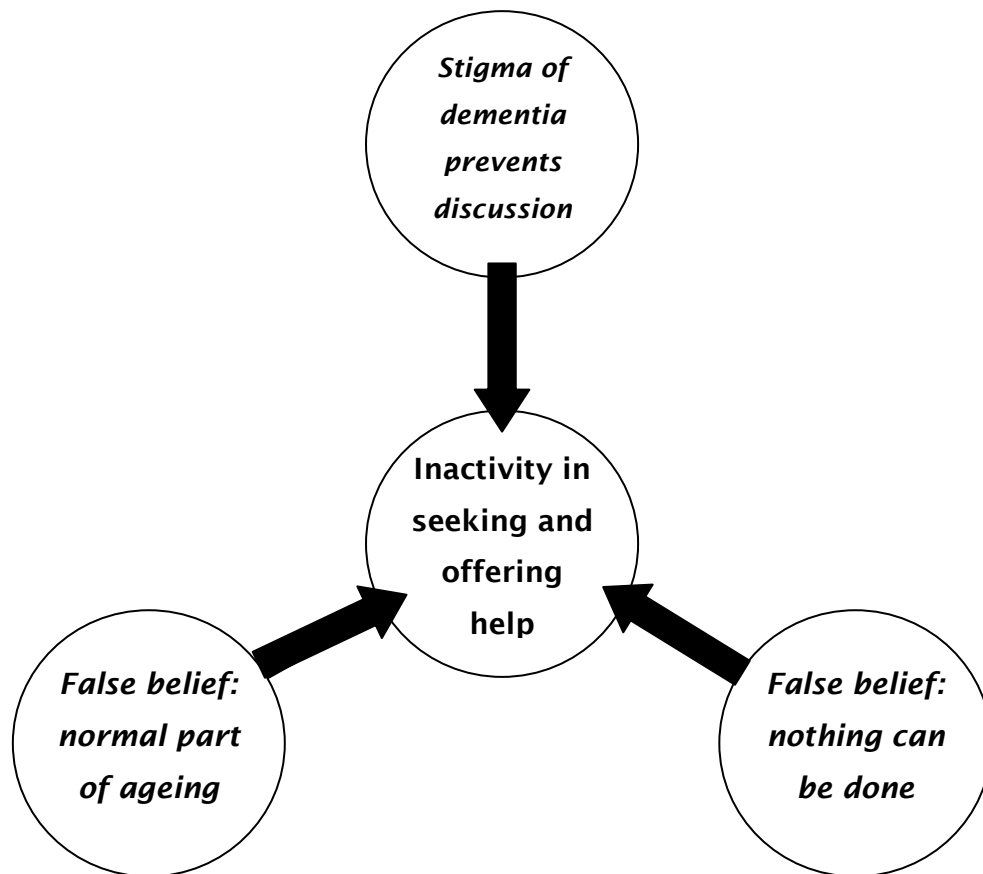 Stigma of
dementia
prevents
discussion
Inactivity in
seeking and
offering
help
False belief:
normal part
of ageing
False belief:
nothing can
be done